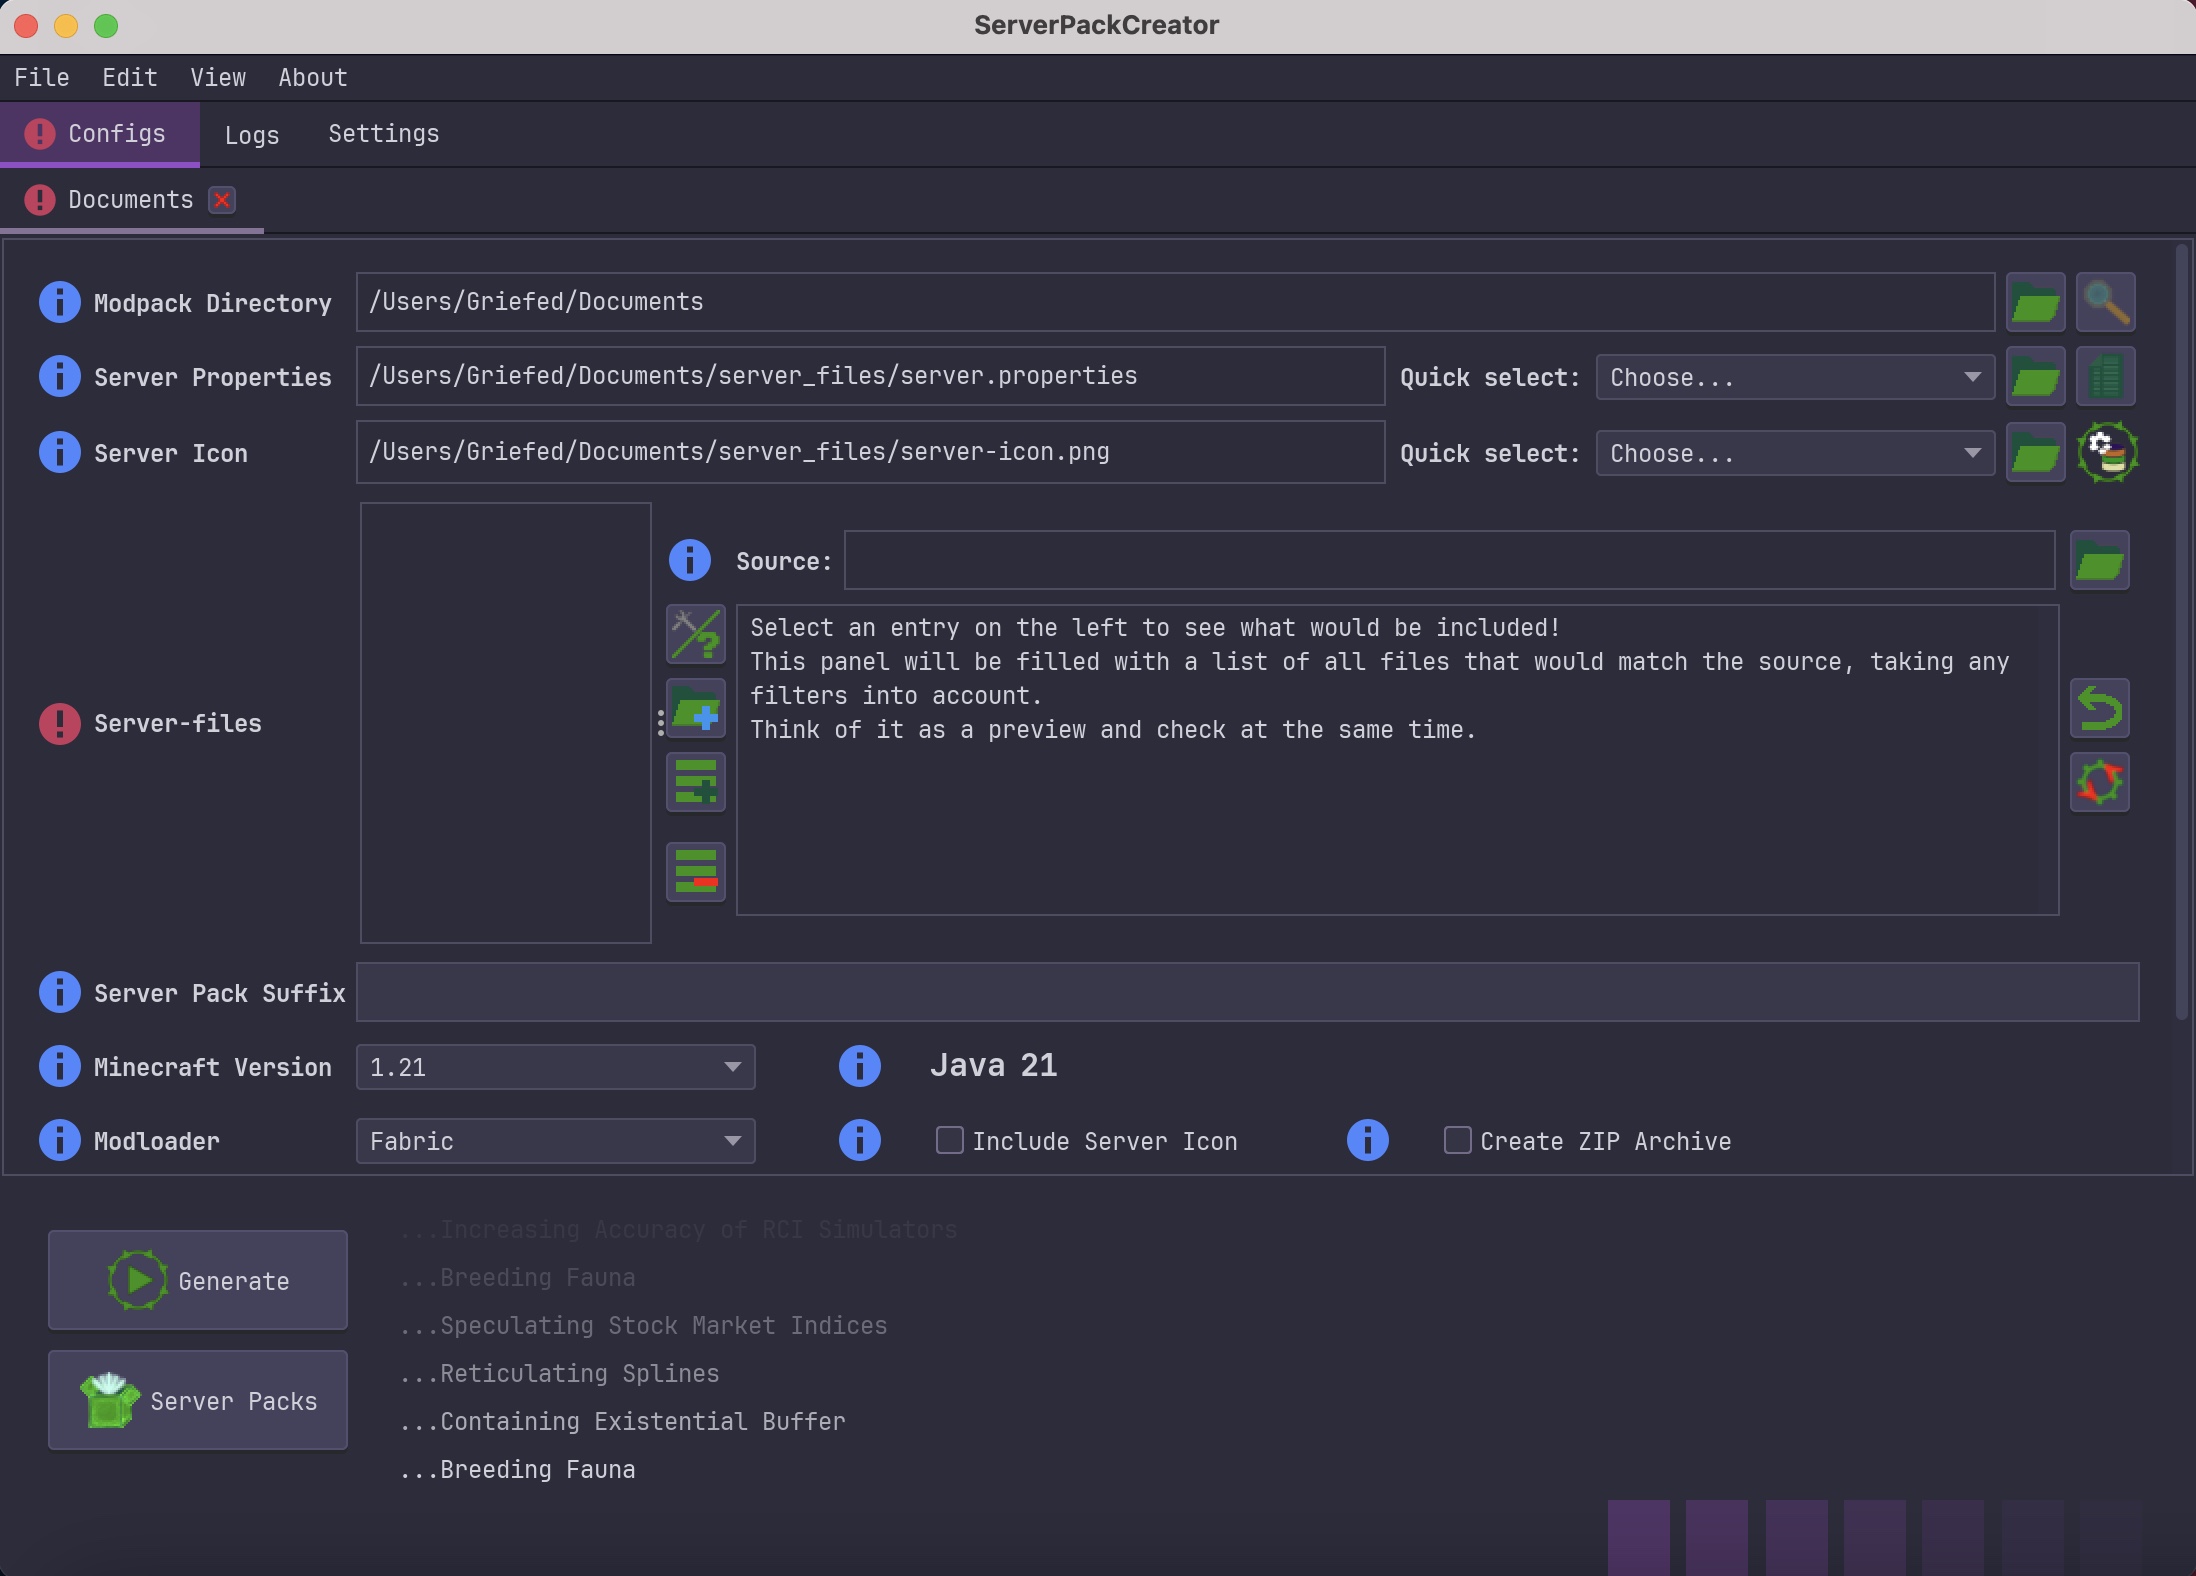 ServerPackCreator
File Edit View About
Configs Logs Settings
Documents
Modpack Directory /Users/Griefed/Documents
Server Properties /Users/Griefed/Documents/server_files/server.properties Quick select: Choose...
Server Icon /Users/Griefed/Documents/server_files/server-icon.png Quick select: Choose...
Source:
Select an entry on the left to see what would be included!
This panel will be filled with a list of all files that would match the source, taking any
filters into account.
Think of it as a preview and check at the same time.
Server-files
Server Pack Suffix
Minecraft Version 1.21 Java 21
Modloader Fabric Include Server Icon Create ZIP Archive
...Increasing Accuracy of RCI Simulators
Generate
...Breeding Fauna
...Speculating Stock Market Indices
...Reticulating Splines
Server Packs
...Containing Existential Buffer
...Breeding Fauna